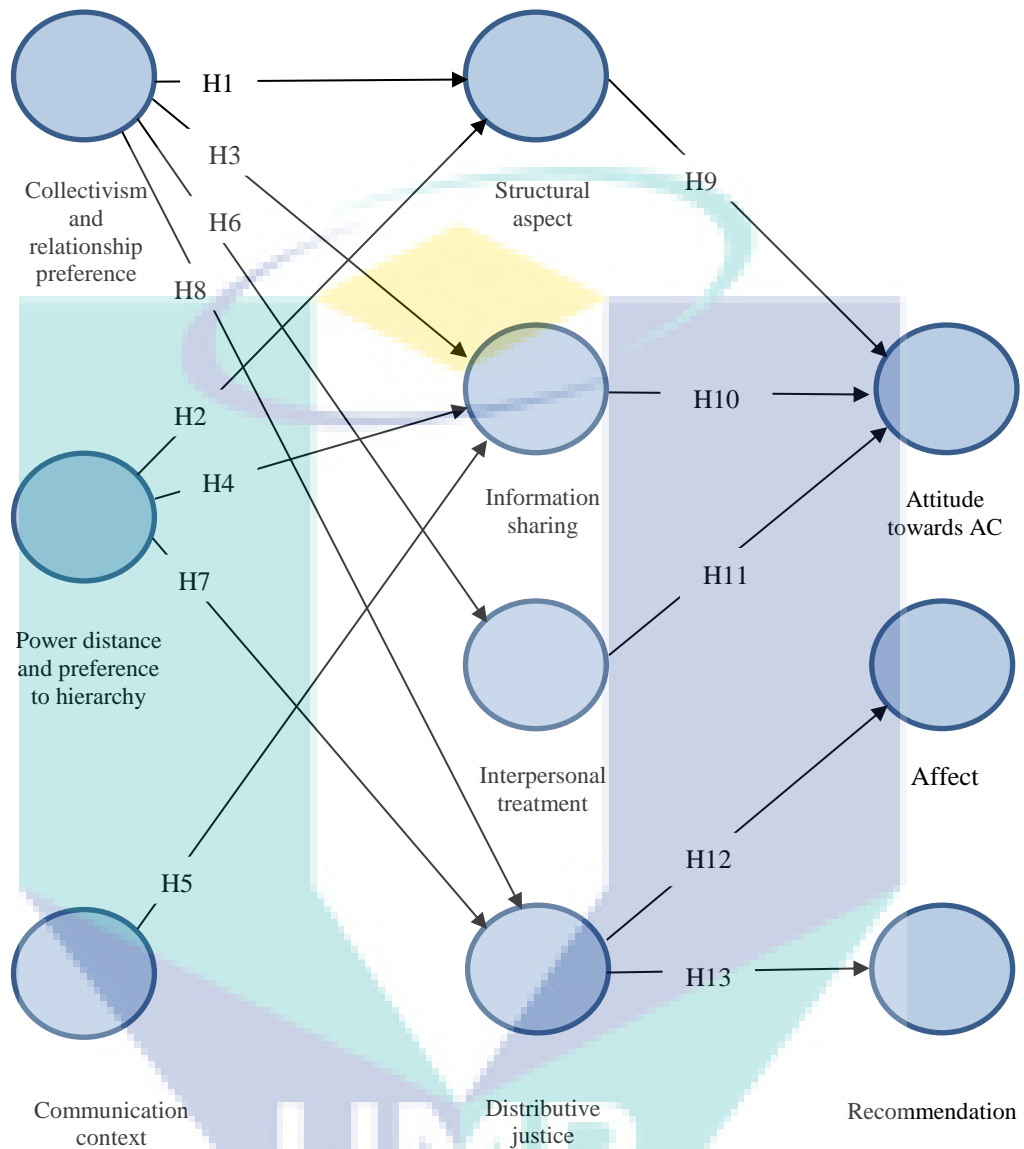 H1
H3
H9
Collectivism
and
relationship
preference
Structural
aspect
H6
H8
H2
H10
H4
Information
sharing
Attitude
towards AC
H7
H11
Power distance
and preference
to hierarchy
Interpersonal
treatment
Affect
H5
H12
H13
Communication
context
Distributive
justice
Recommendation
UMP